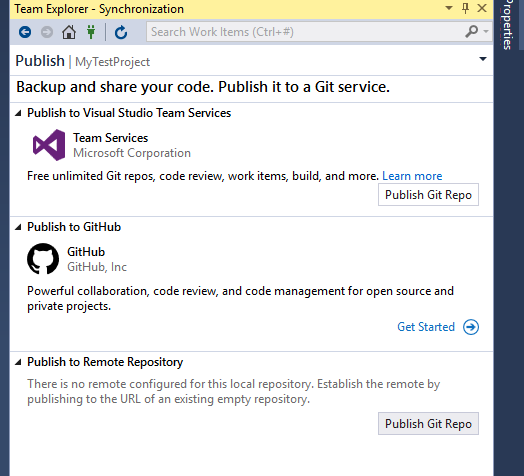 Team Explorer - Synchronization
Search Work Items (Ctrl+#)
Properties
Publish | MyTestProject
Backup and share your code. Publish it to a Git service.
Publish to Visual Studio Team Services
Team Services
Microsoft Corporation
Free unlimited Git repos, code review, work items, build, and more. Learn more
Publish Git Repo
Publish to GitHub
GitHub
GitHub, Inc
Powerful collaboration, code review, and code management for open source and
private projects.
Get Started
Publish to Remote Repository
There is no remote configured for this local repository. Establish the remote by
publishing to the URL of an existing empty repository.
Publish Git Repo